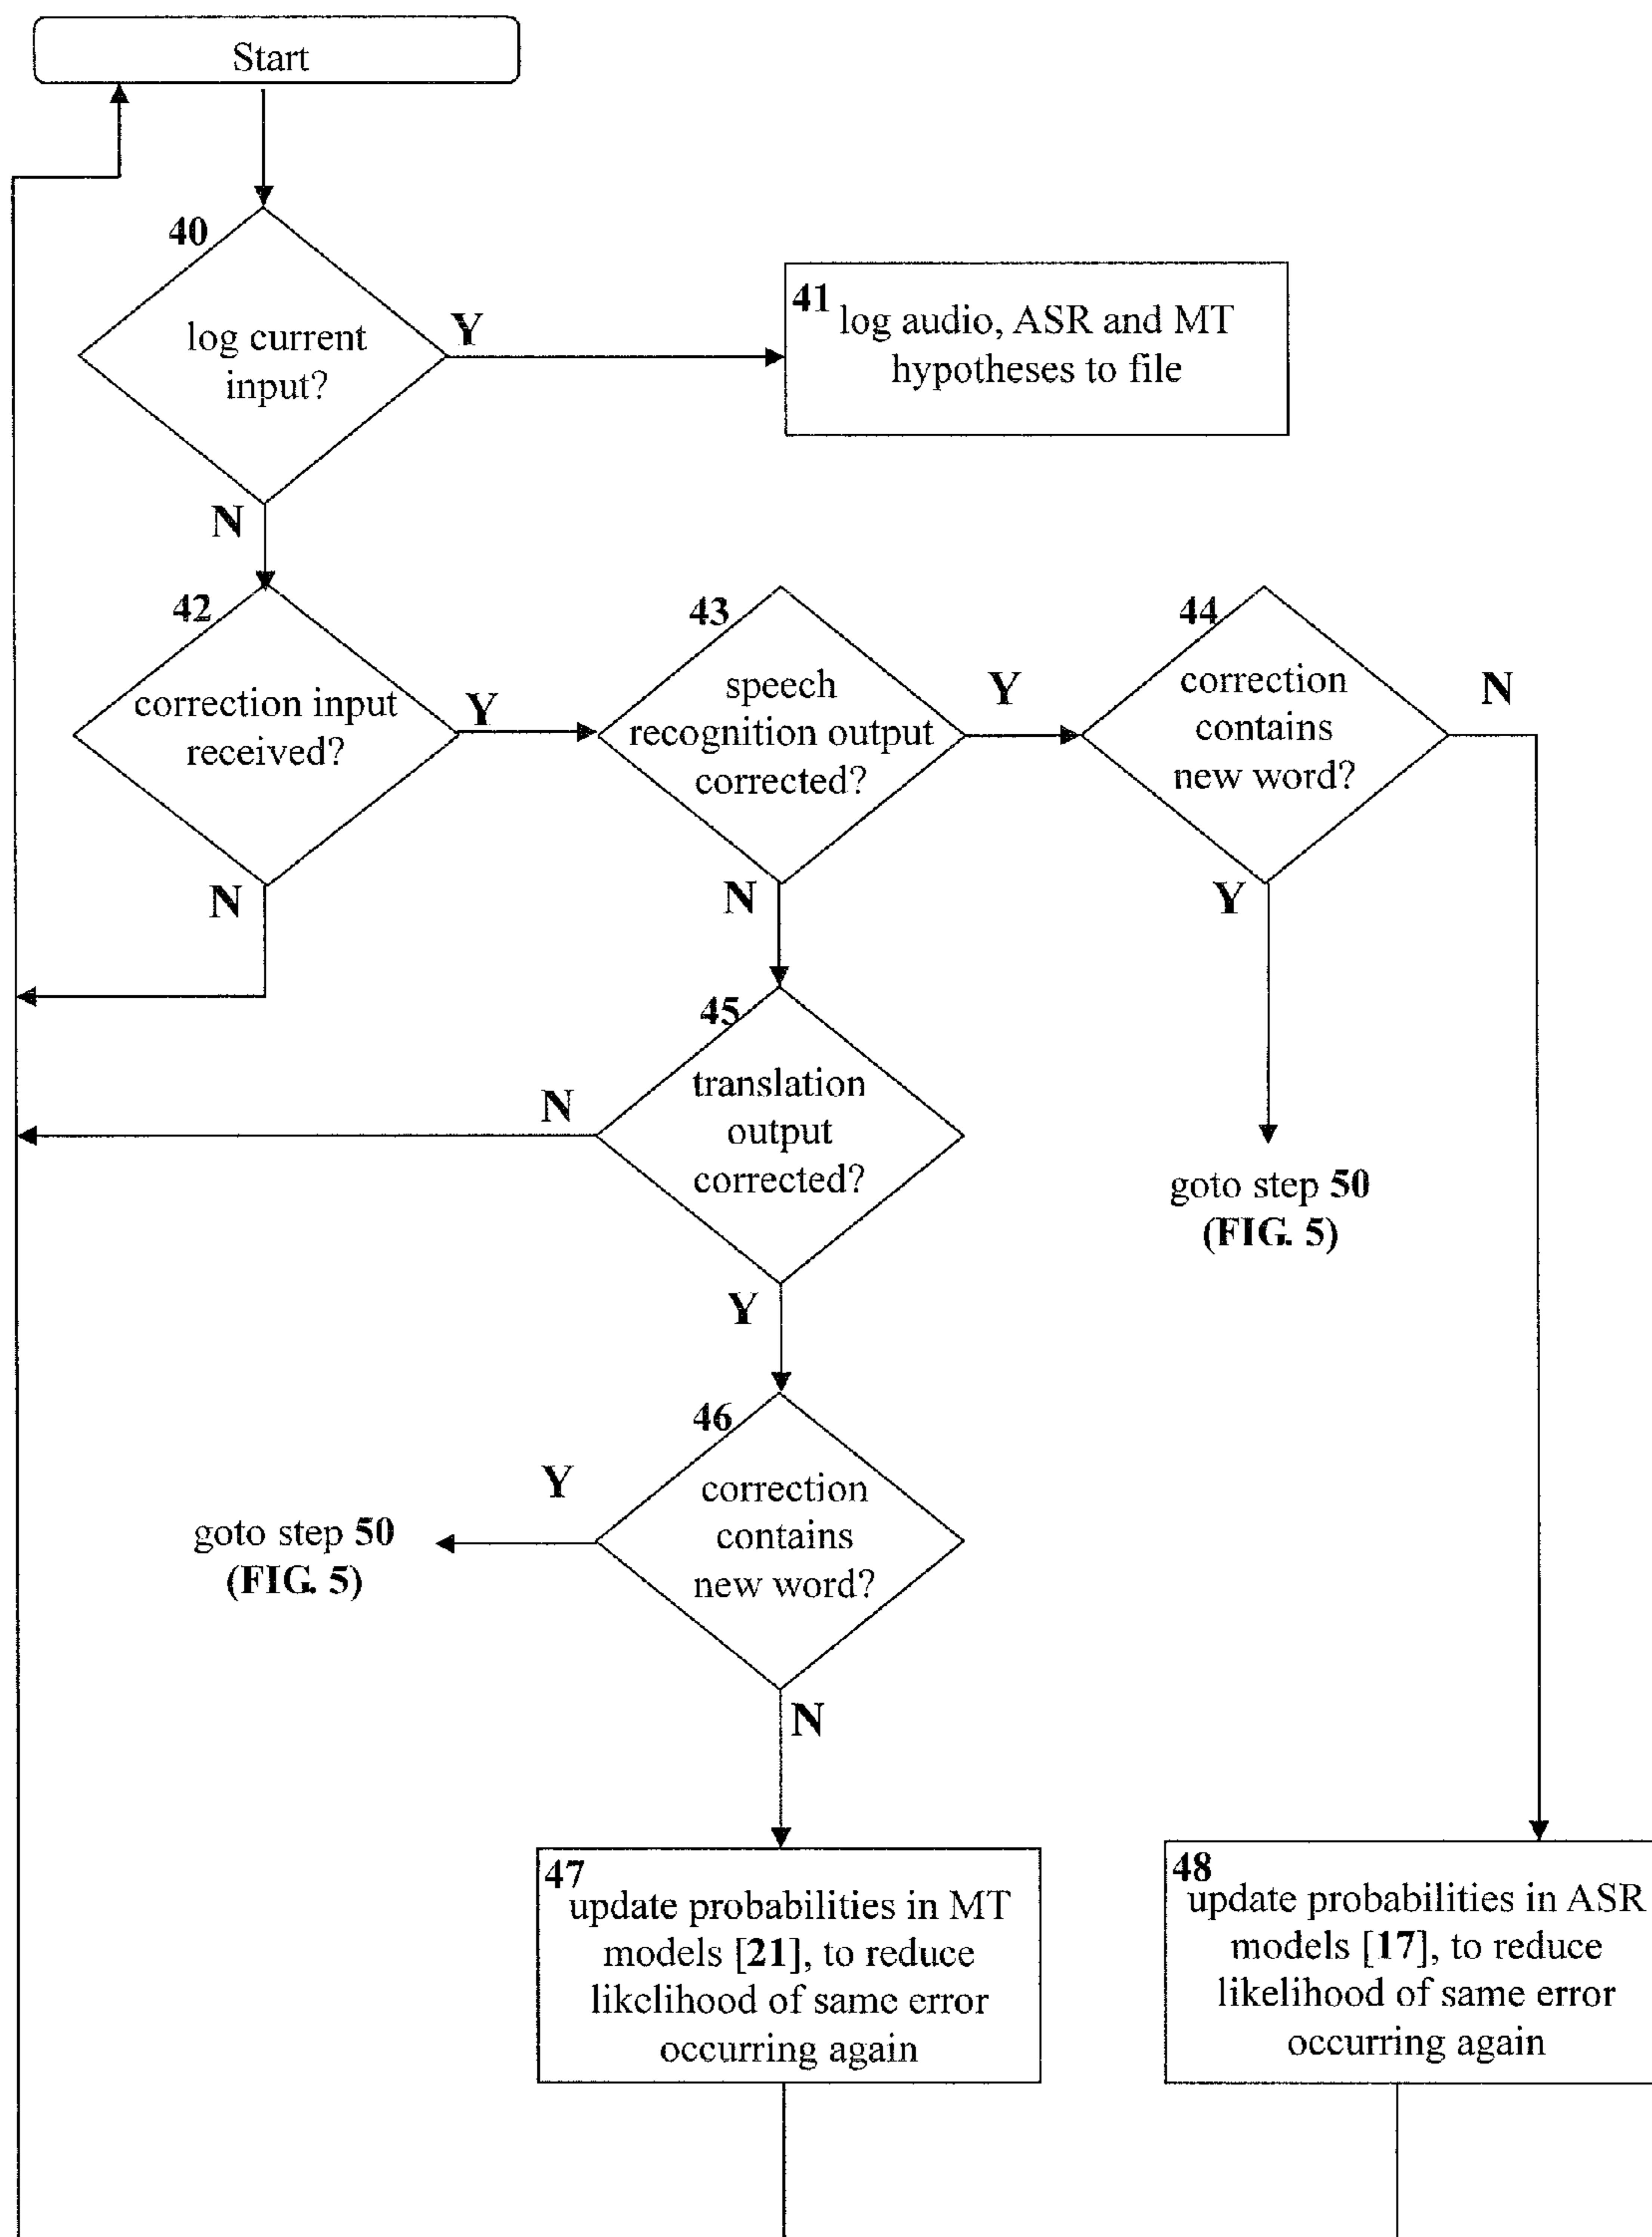 Start
40
log current
input?
Y
41
log audio, ASR and MT
hypotheses to file
N
42
correction input
received?
Y
43
speech
recognition output
corrected?
Y
44
correction
contains
new word?
N
N
N
Y
45
translation
output
corrected?
N
goto step 50
(FIG. 5)
Y
46
correction
contains
new word?
Y
goto step 50
(FIG. 5)
N
47
update probabilities in MT
models [21], to reduce
likelihood of same error
occurring again
48
update probabilities in ASR
models [17], to reduce
likelihood of same error
occurring again